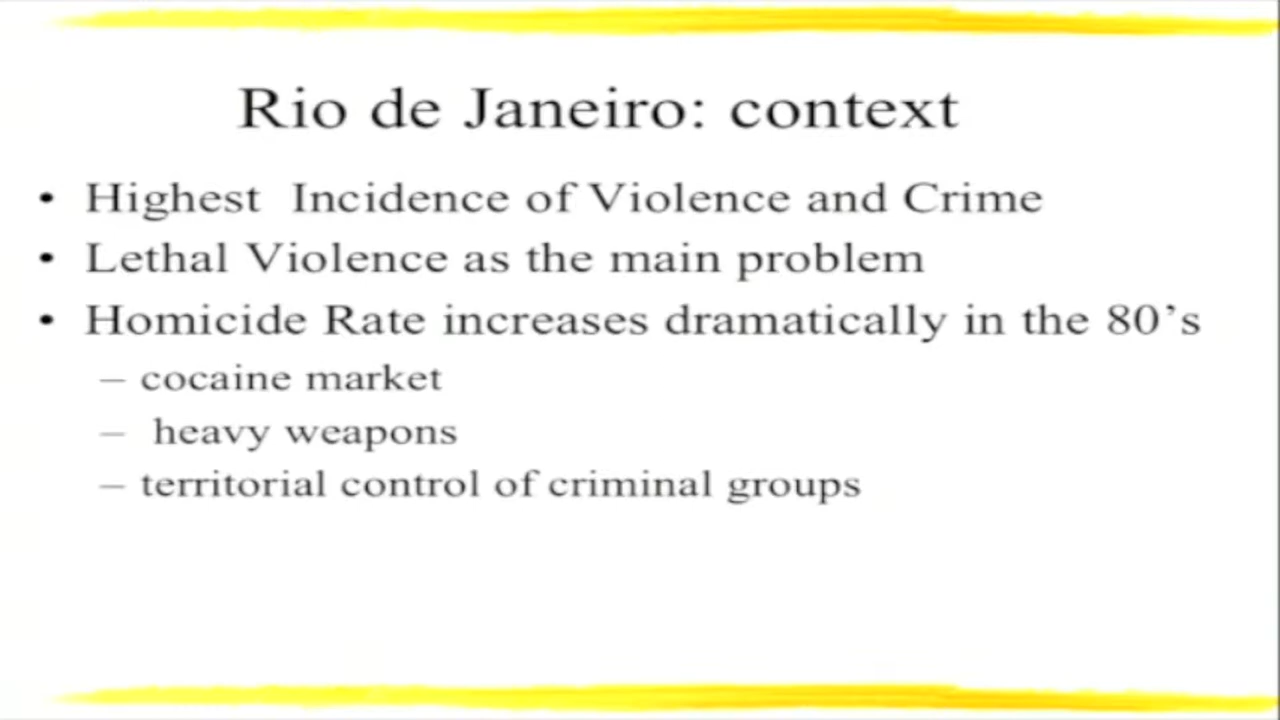 Rio de Janeiro: context
• Highest Incidence of Violence and Crime
• Lethal Violence as the main problem
• Homicide Rate increases dramatically in the 80's
– cocaine market
– heavy weapons
– territorial control of criminal groups